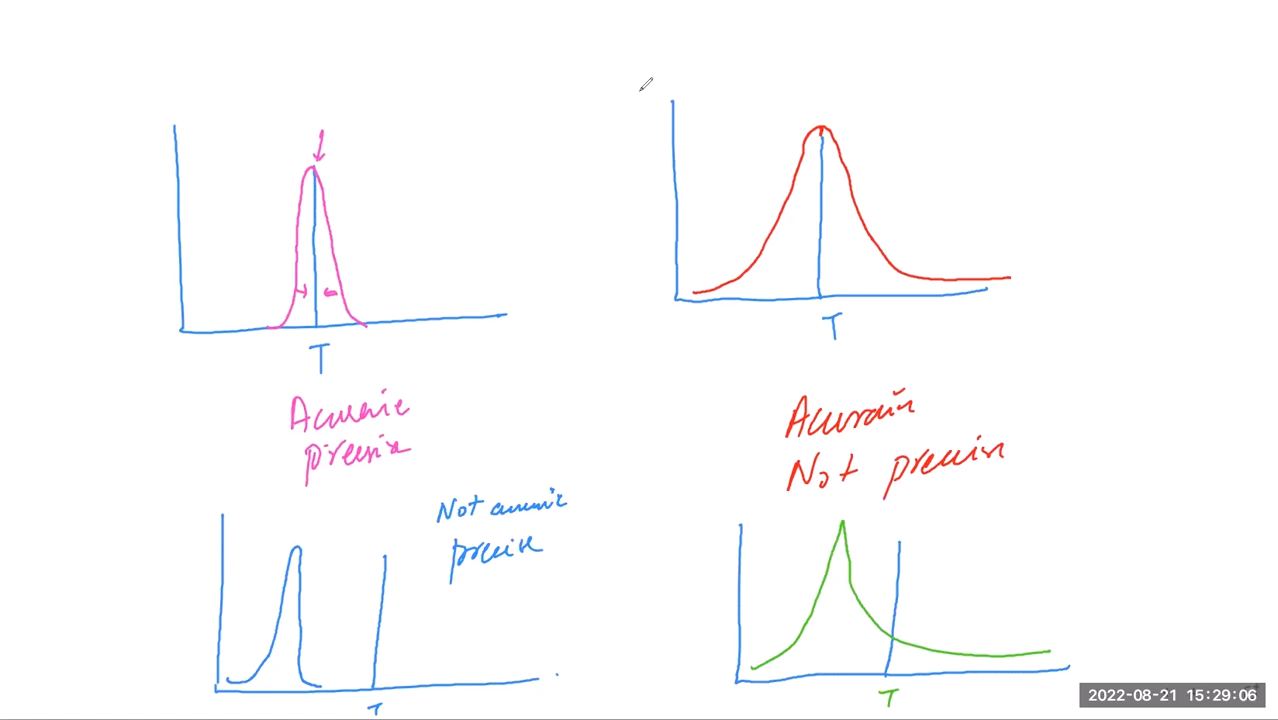 T
T
Accurate
precise
Accurate
Not precise
Not accurate
precise
T
T
2022-08-21 15:29:06